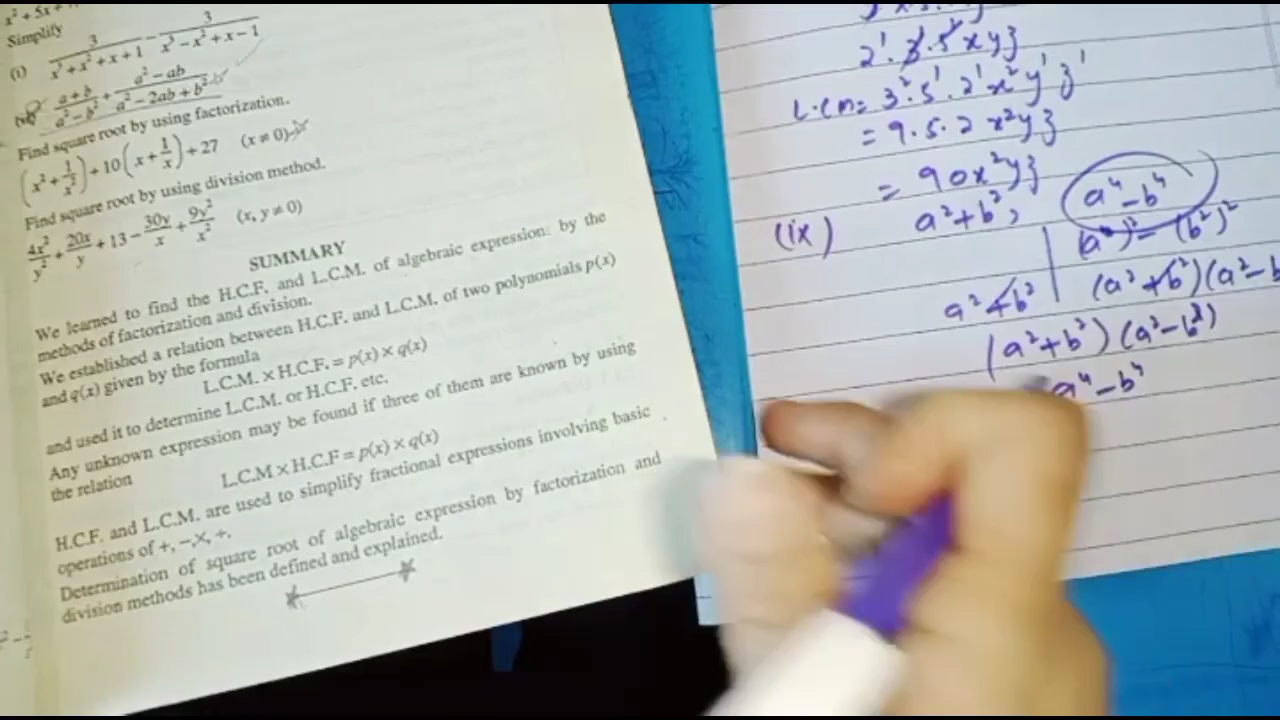 x² + 5x +
Simplify
(i) 3/(x³ + x² + x + 1) − 3/(x³ − x² + x − 1)
(a + b)/(a² − b²) + (a² − ab)/(a² − 2ab + b²)
Find square root by using factorization.
(x² + 1/x²) + 10(x + 1/x) + 27 (x ≠ 0)
Find square root by using division method.
4x²/y² + 20x/y + 13 − 30y/x + 9y²/x² (x, y ≠ 0)
SUMMARY
We learned to find the H.C.F. and L.C.M. of algebraic expression by the
methods of factorization and division.
We established a relation between H.C.F. and L.C.M. of two polynomials p(x)
and q(x) given by the formula
L.C.M. × H.C.F. = p(x) × q(x)
and used it to determine L.C.M. or H.C.F. etc.
Any unknown expression may be found if three of them are known by using
the relation
L.C.M × H.C.F = p(x) × q(x)
H.C.F. and L.C.M. are used to simplify fractional expressions involving basic
operations of +, −, ×, ÷.
Determination of square root of algebraic expression by factorization and
division methods has been defined and explained.
L.C.M = 3².5¹.2¹x²y¹z¹
= 9.5.2 x²yz
= 90x²yz
(ix) a² + b², a⁴ − b⁴
(a²)² − (b²)²
a² + b² (a² + b²)(a² − b
(a² + b²)(a² − b²)
a⁴ − b⁴